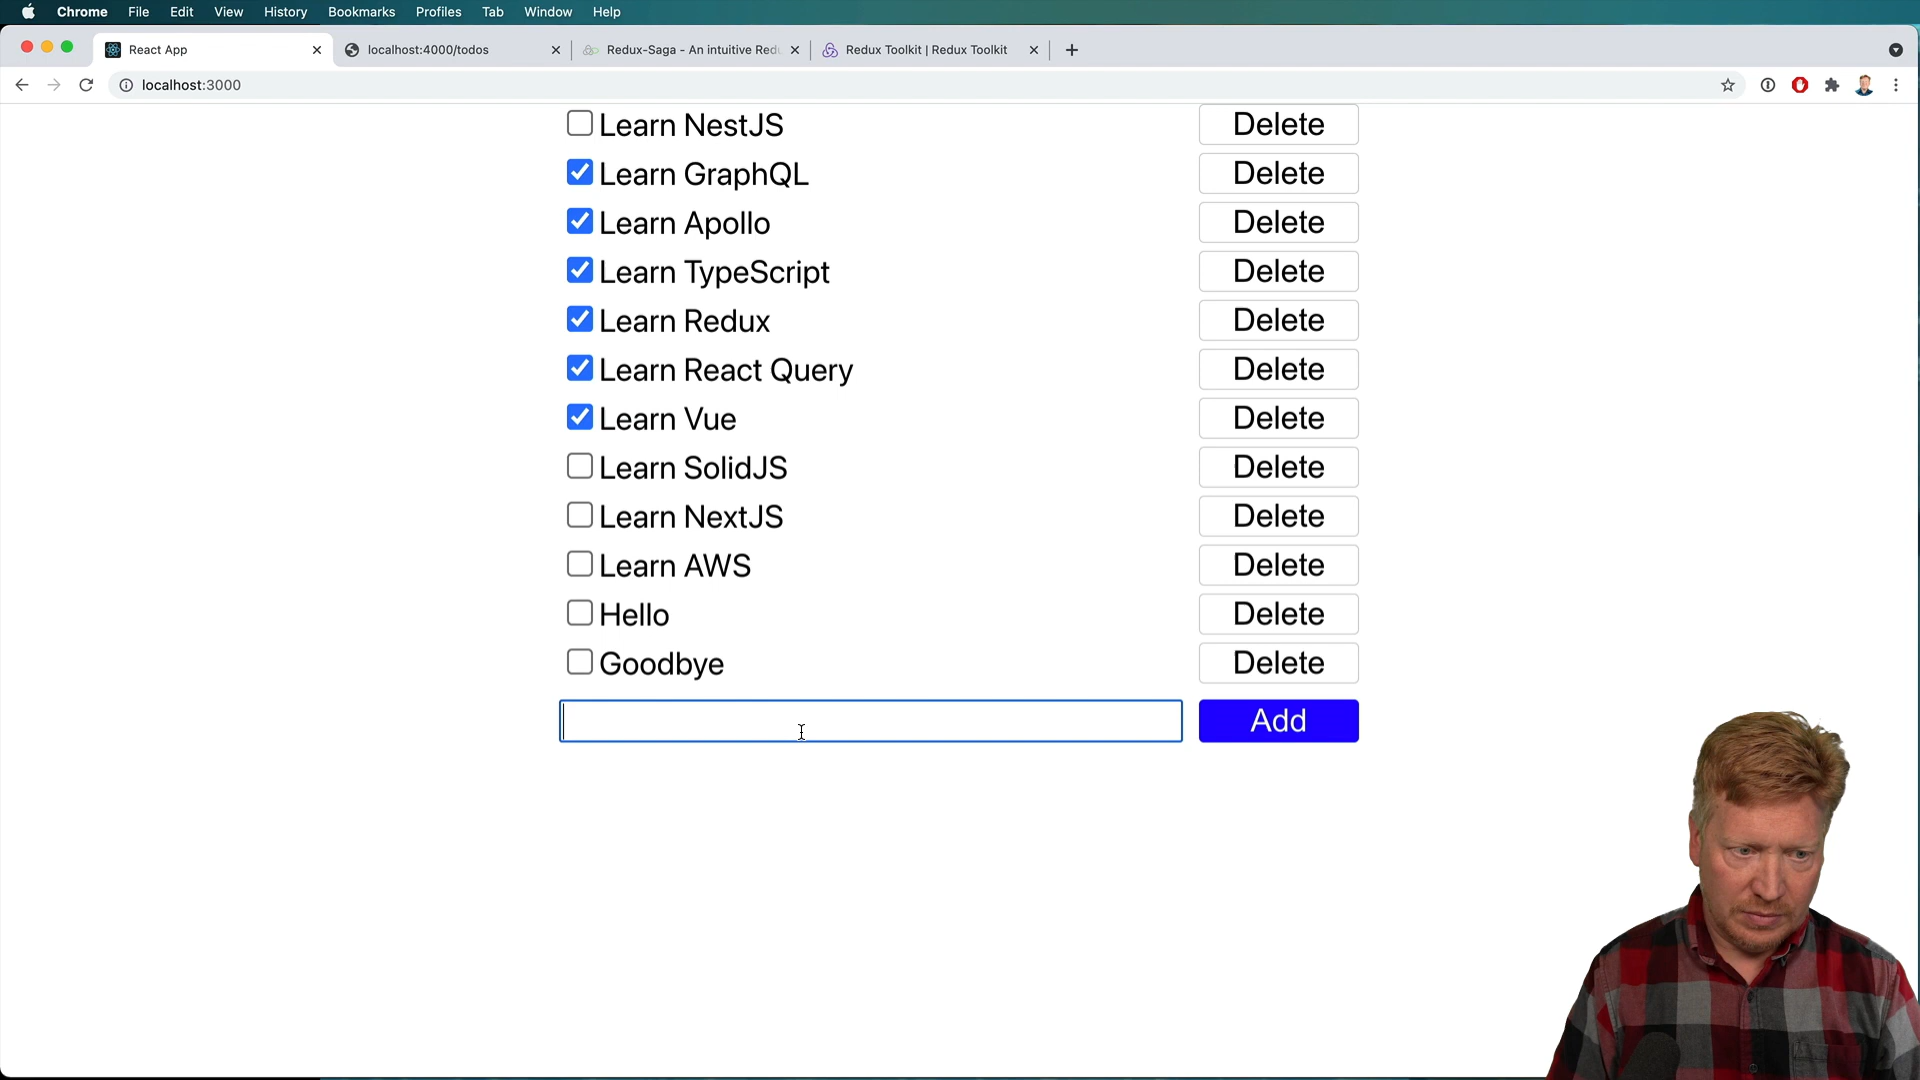 Chrome File Edit View History Bookmarks Profiles Tab Window Help
React App
localhost:4000/todos
Redux-Saga - An intuitive Redu
Redux Toolkit | Redux Toolkit
localhost:3000
Learn NestJS Delete
Learn GraphQL Delete
Learn Apollo Delete
Learn TypeScript Delete
Learn Redux Delete
Learn React Query Delete
Learn Vue Delete
Learn SolidJS Delete
Learn NextJS Delete
Learn AWS Delete
Hello Delete
Goodbye Delete
Add